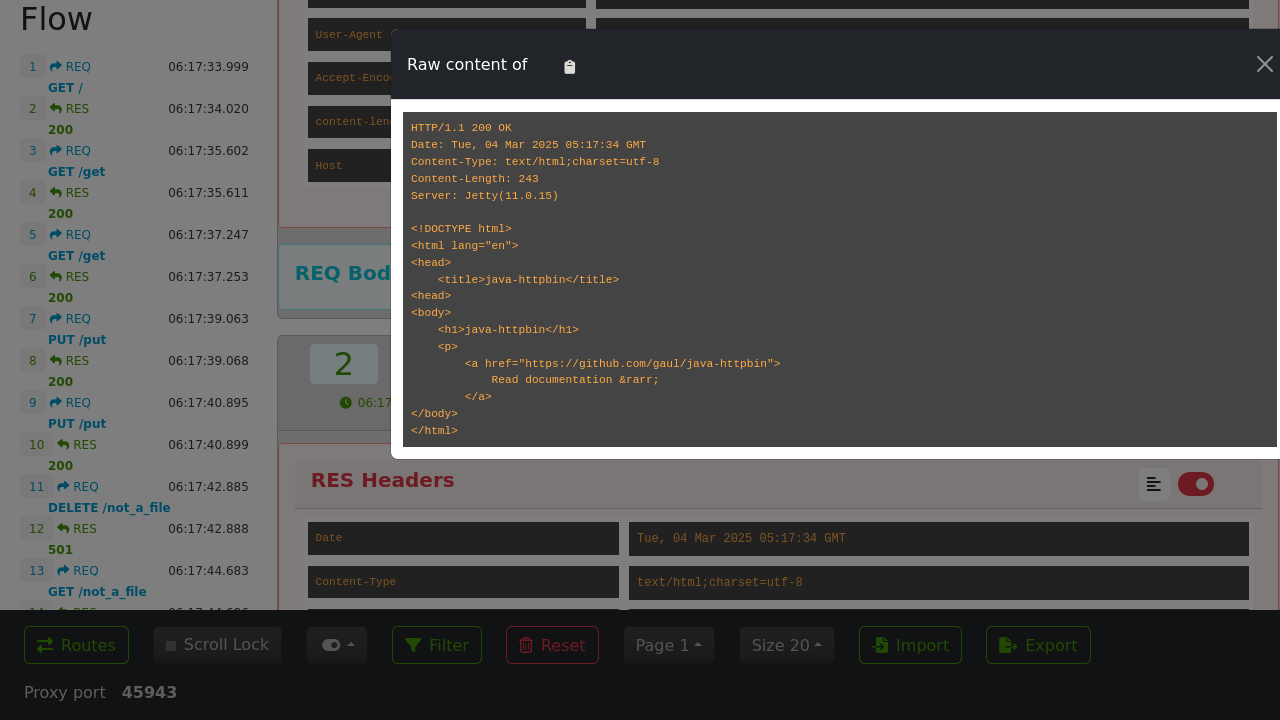 Flow
1 REQ 06:17:33.999
GET /
2 RES 06:17:34.020
200
3 REQ 06:17:35.602
GET /get
4 RES 06:17:35.611
200
5 REQ 06:17:37.247
GET /get
6 RES 06:17:37.253
200
7 REQ 06:17:39.063
PUT /put
8 RES 06:17:39.068
200
9 REQ 06:17:40.895
PUT /put
10 RES 06:17:40.899
200
11 REQ 06:17:42.885
DELETE /not_a_file
12 RES 06:17:42.888
501
13 REQ 06:17:44.683
GET /not_a_file
User-Agent
Accept-Enco
content-len
Host
REQ Bod
2
06:17
Raw content of
HTTP/1.1 200 OK
Date: Tue, 04 Mar 2025 05:17:34 GMT
Content-Type: text/html;charset=utf-8
Content-Length: 243
Server: Jetty(11.0.15)
<!DOCTYPE html>
<html lang="en">
<head>
    <title>java-httpbin</title>
<head>
<body>
    <h1>java-httpbin</h1>
    <p>
        <a href="https://github.com/gaul/java-httpbin">
            Read documentation &rarr;
        </a>
</body>
</html>
RES Headers
Date Tue, 04 Mar 2025 05:17:34 GMT
Content-Type text/html;charset=utf-8
Routes Scroll Lock Filter Reset Page 1 Size 20 Import Export
Proxy port 45943